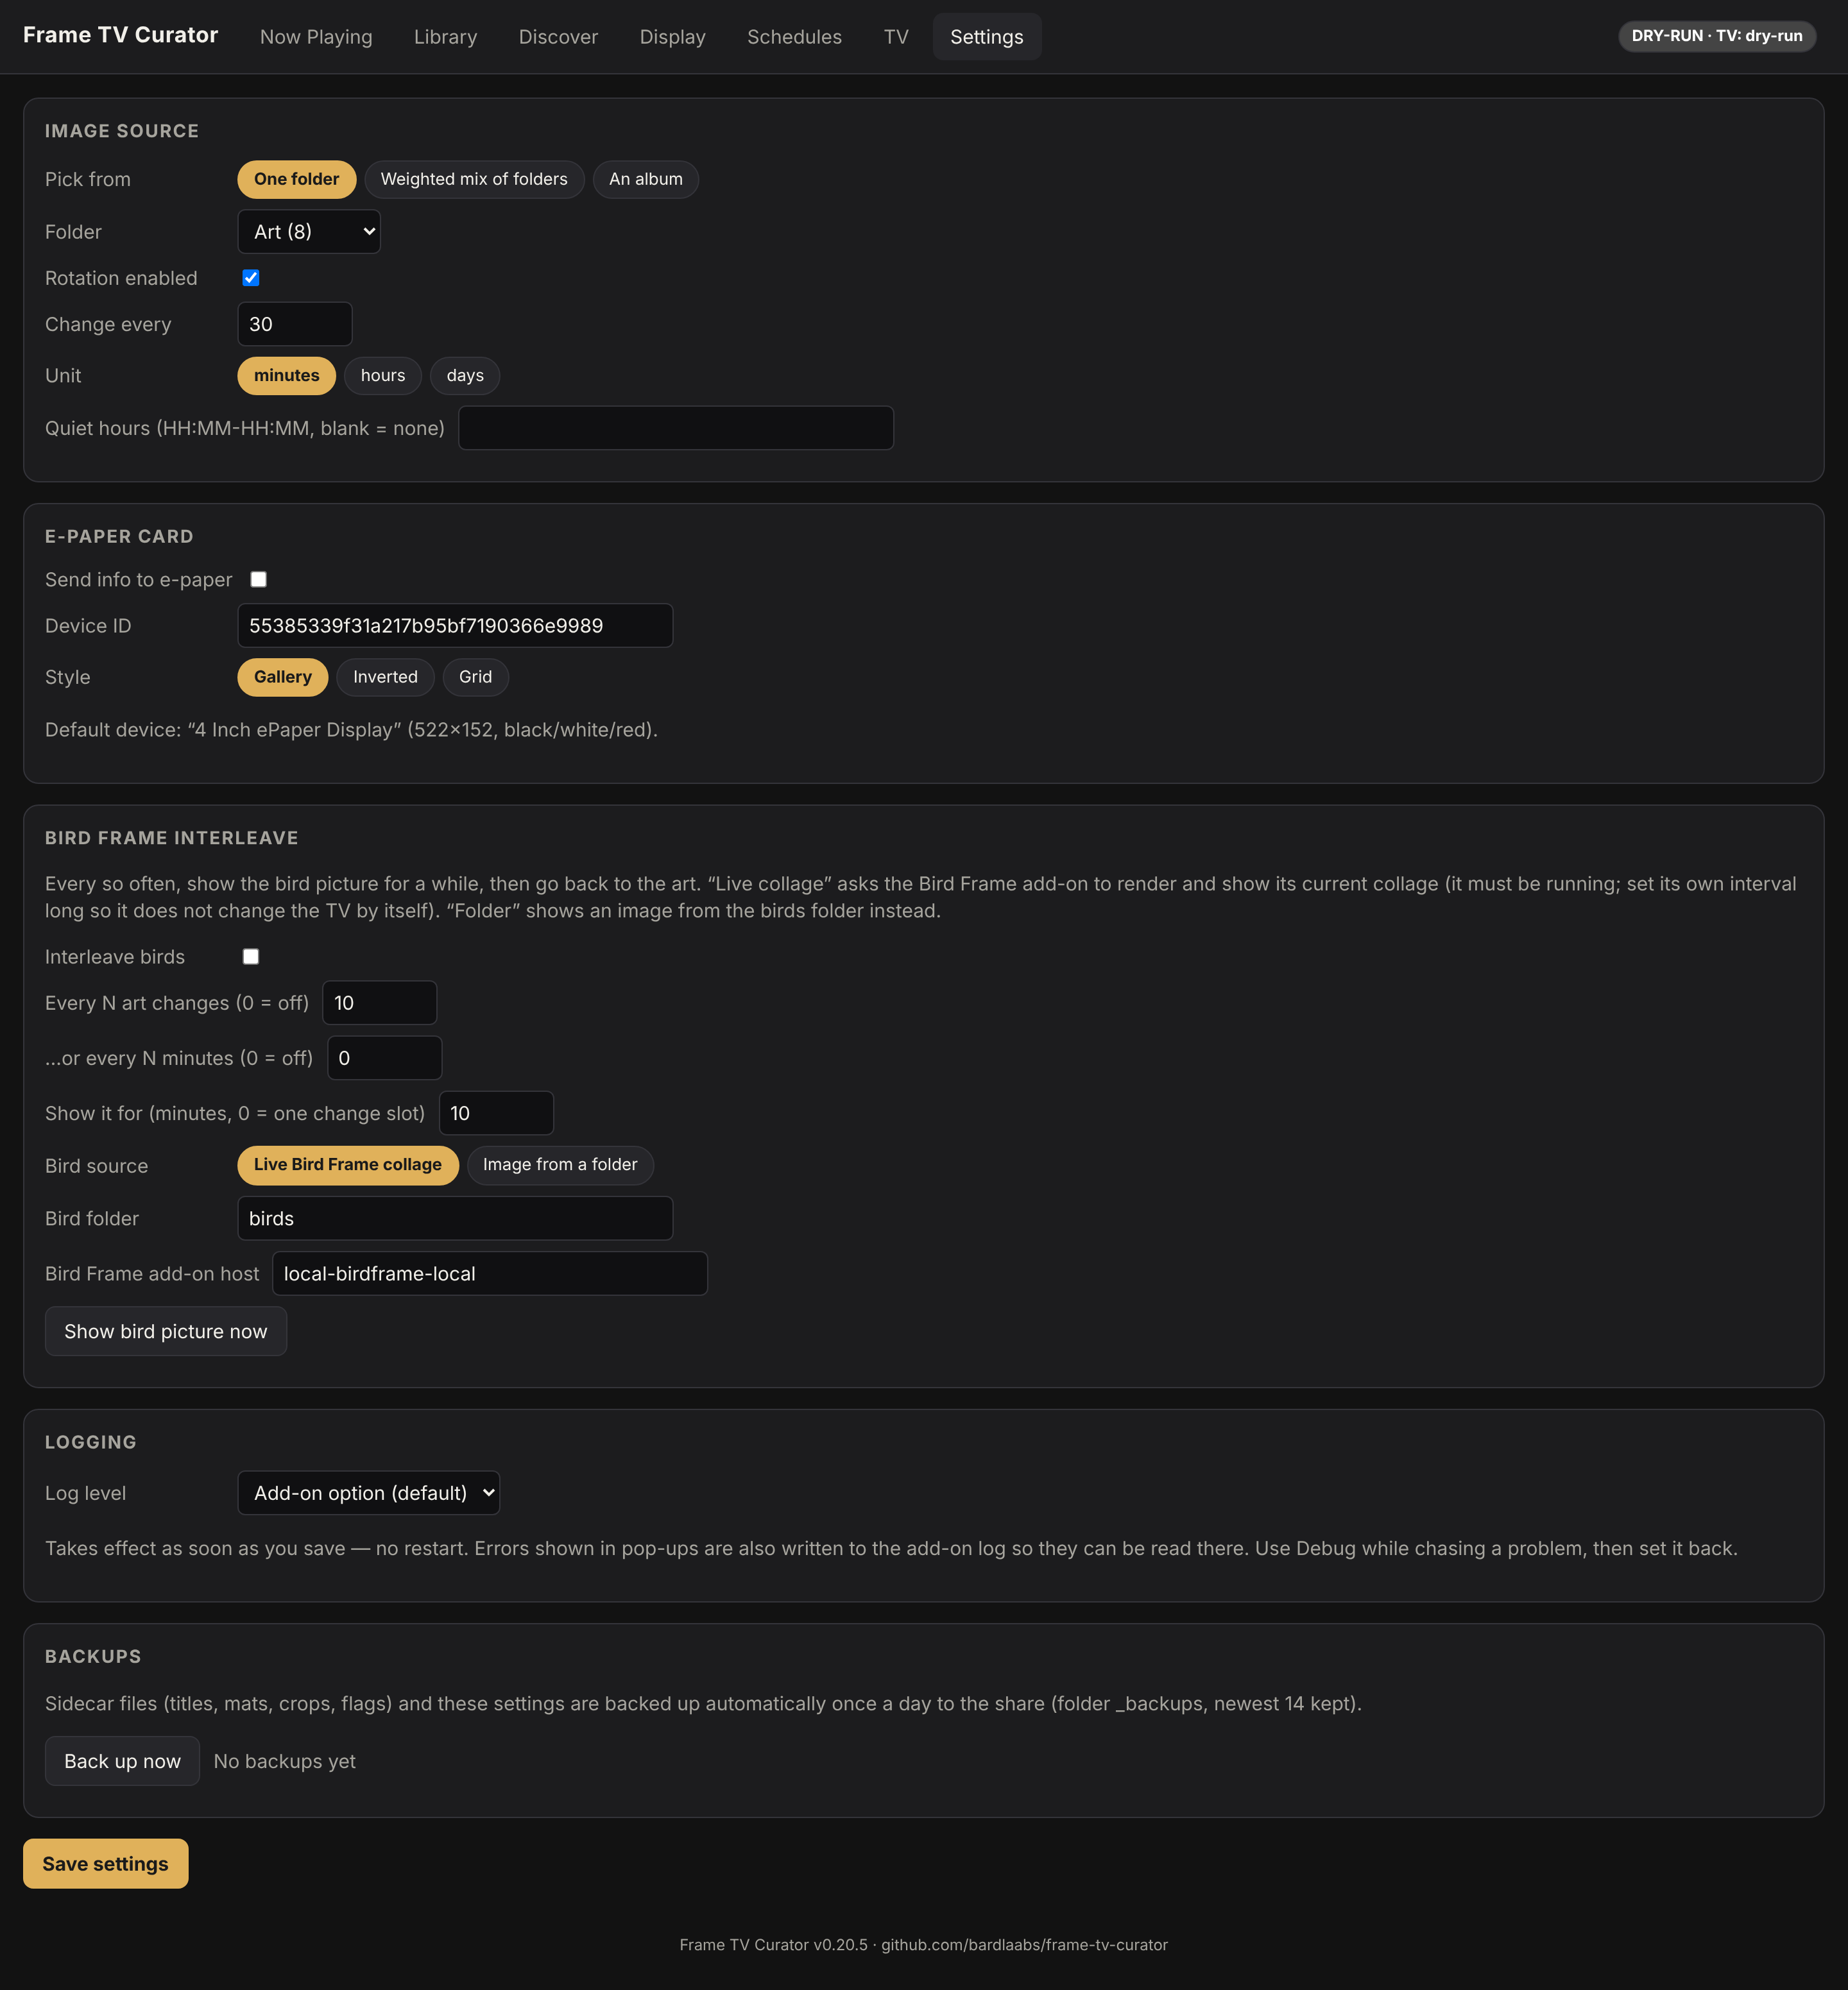 Frame TV Curator
Now Playing
Library
Discover
Display
Schedules
TV
Settings
DRY-RUN · TV: dry-run
IMAGE SOURCE
Pick from
One folder
Weighted mix of folders
An album
Folder
Art (8)
Rotation enabled
Change every
30
Unit
minutes
hours
days
Quiet hours (HH:MM-HH:MM, blank = none)
E-PAPER CARD
Send info to e-paper
Device ID
55385339f31a217b95bf7190366e9989
Style
Gallery
Inverted
Grid
Default device: “4 Inch ePaper Display” (522×152, black/white/red).
BIRD FRAME INTERLEAVE
Every so often, show the bird picture for a while, then go back to the art. “Live collage” asks the Bird Frame add-on to render and show its current collage (it must be running; set its own interval
long so it does not change the TV by itself). “Folder” shows an image from the birds folder instead.
Interleave birds
Every N art changes (0 = off)
10
…or every N minutes (0 = off)
0
Show it for (minutes, 0 = one change slot)
10
Bird source
Live Bird Frame collage
Image from a folder
Bird folder
birds
Bird Frame add-on host
local-birdframe-local
Show bird picture now
LOGGING
Log level
Add-on option (default)
Takes effect as soon as you save — no restart. Errors shown in pop-ups are also written to the add-on log so they can be read there. Use Debug while chasing a problem, then set it back.
BACKUPS
Sidecar files (titles, mats, crops, flags) and these settings are backed up automatically once a day to the share (folder _backups, newest 14 kept).
Back up now
No backups yet
Save settings
Frame TV Curator v0.20.5 · github.com/bardlaabs/frame-tv-curator